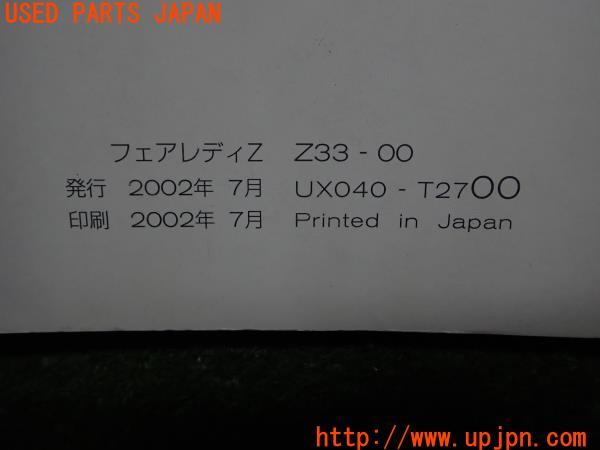 USED PARTS JAPAN
フェアレディZ Z33 - 00
発行 2002年 7月 UX040 - T2700
印刷 2002年 7月 Printed in Japan
http://www.upjpn.com/